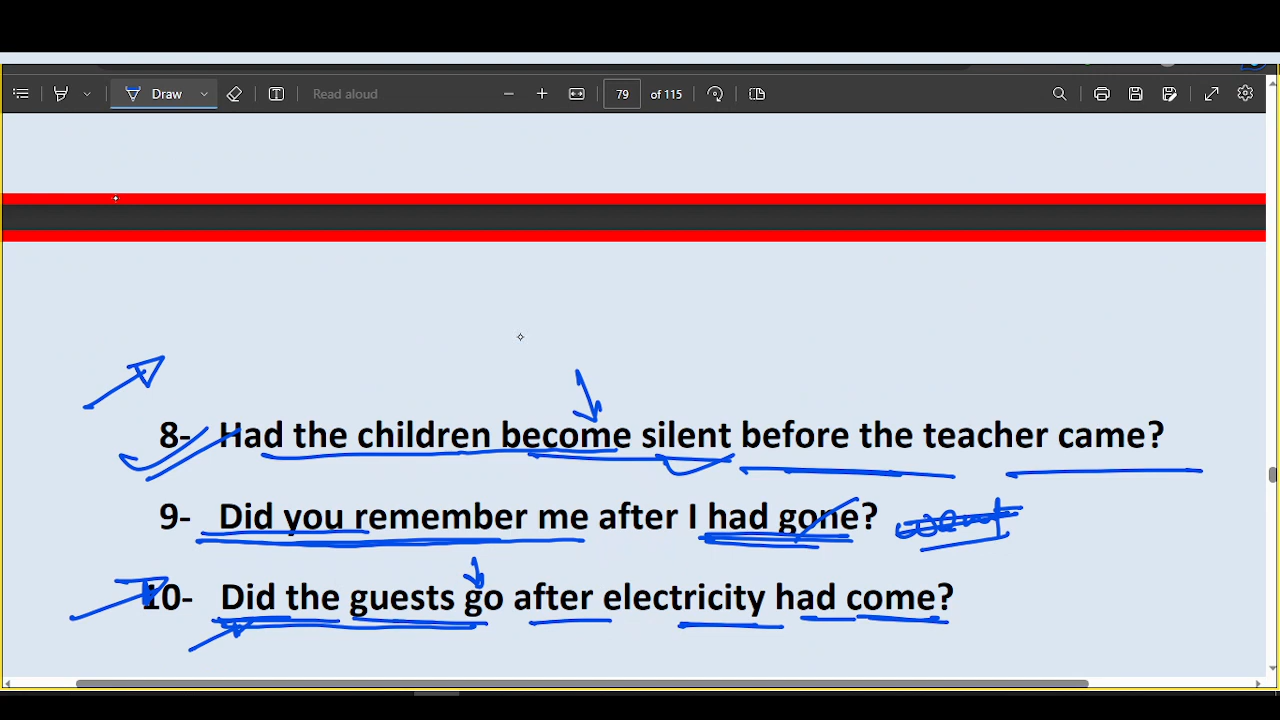 Draw
Read aloud
79 of 115
8- Had the children become silent before the teacher came?
9- Did you remember me after I had gone? went
10- Did the guests go after electricity had come?